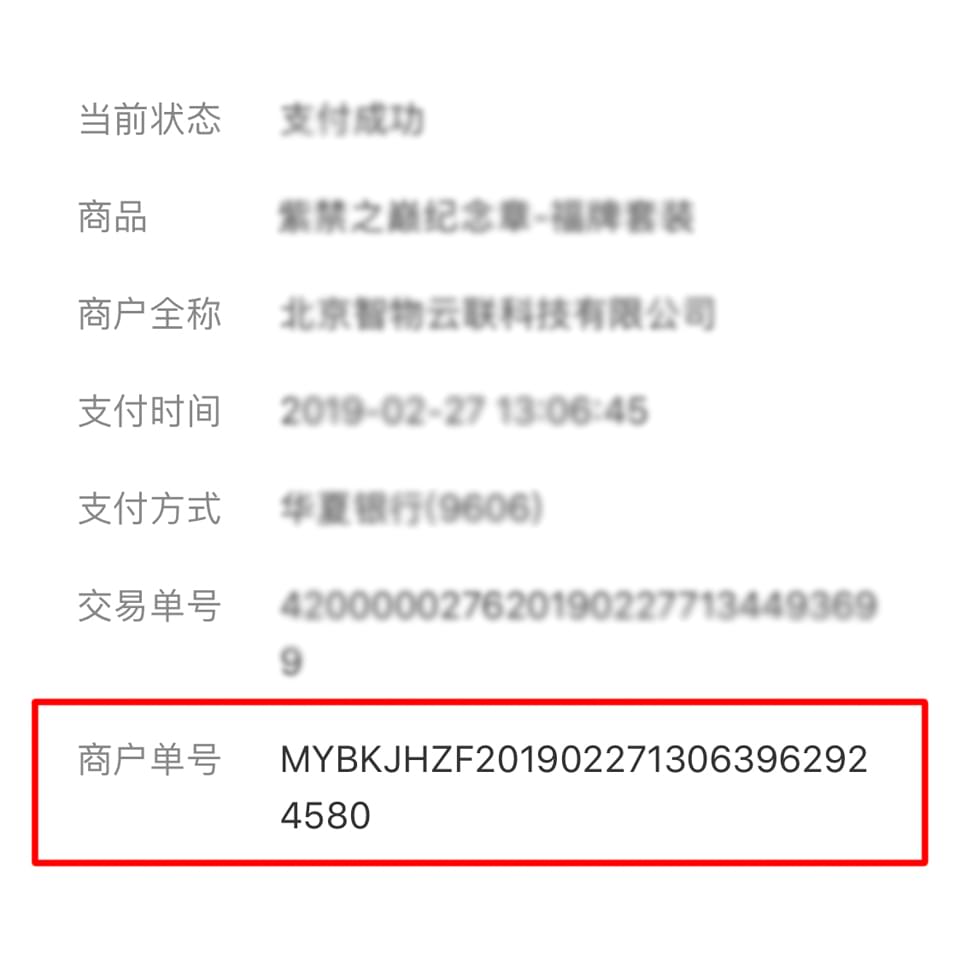 当前状态 支付成功
商品 紫禁之巅纪念章-福牌套装
商户全称 北京智物云联科技有限公司
支付时间 2019-02-27 13:06:45
支付方式 华夏银行(9606)
交易单号 420000027620190227713449369
9
商户单号 MYBKJHZF201902271306396292
4580